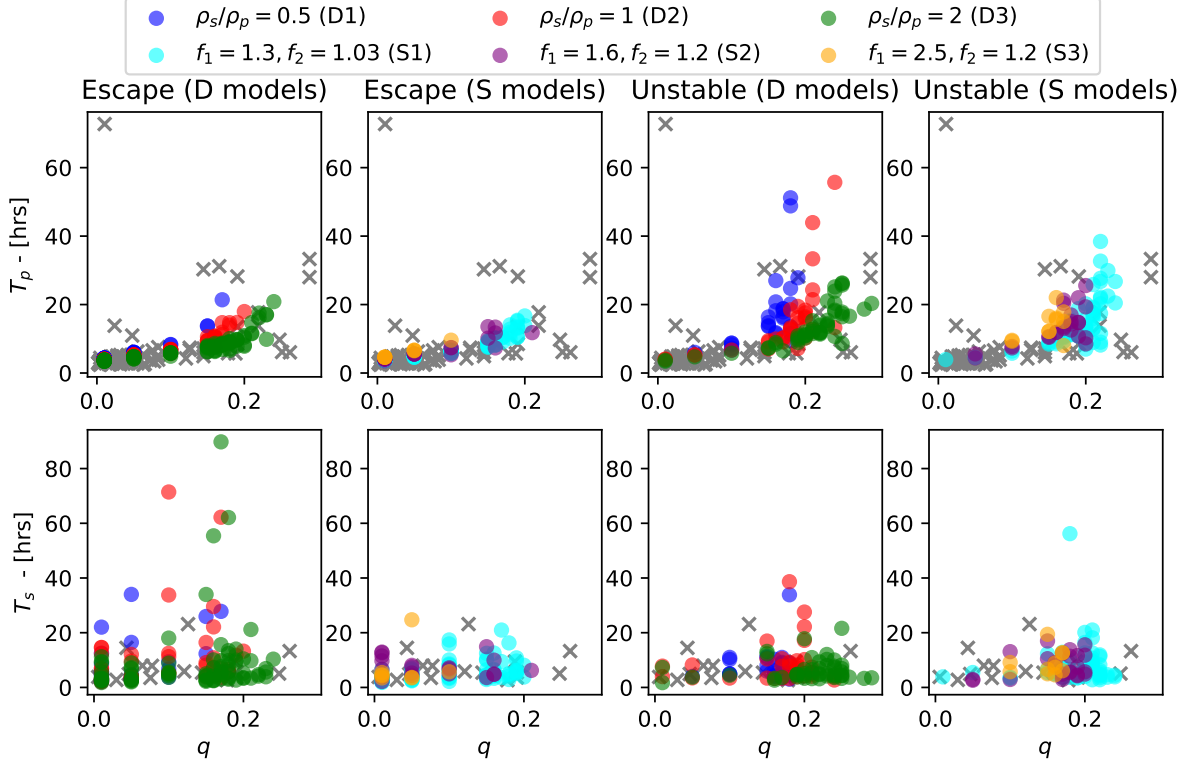 ρₛ/ρₚ = 0.5 (D1) ρₛ/ρₚ = 1 (D2) ρₛ/ρₚ = 2 (D3)
f₁ = 1.3, f₂ = 1.03 (S1) f₁ = 1.6, f₂ = 1.2 (S2) f₁ = 2.5, f₂ = 1.2 (S3)
Escape (D models) Escape (S models) Unstable (D models) Unstable (S models)
Tₚ - [hrs]
60 60 60 60
40 40 40 40
20 20 20 20
0 0 0 0
0.0 0.2 0.0 0.2 0.0 0.2 0.0 0.2
Tₛ - [hrs]
80 80 80 80
60 60 60 60
40 40 40 40
20 20 20 20
0 0 0 0
0.0 0.2 0.0 0.2 0.0 0.2 0.0 0.2
q q q q